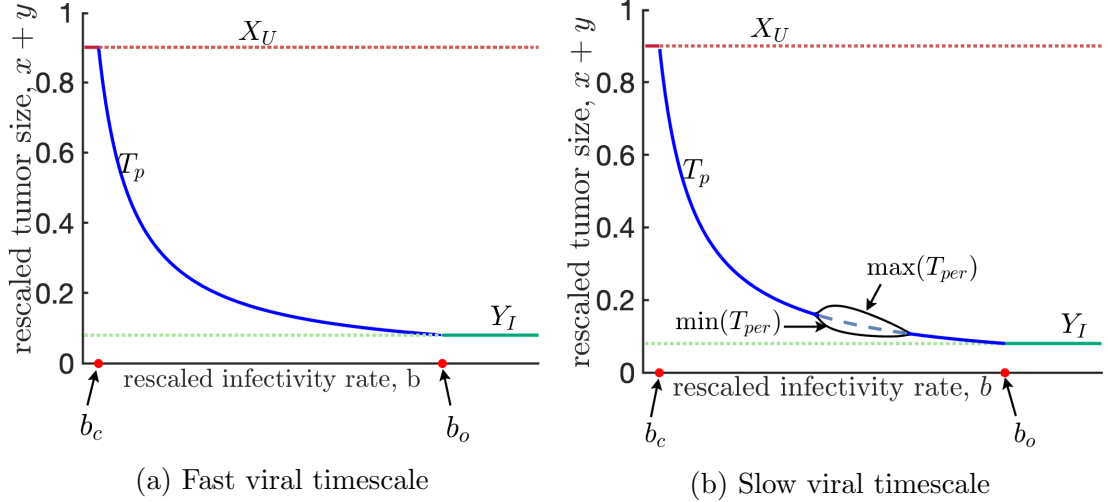 rescaled tumor size, x + y
1
0.8
0.6
0.4
0.2
0
X_U
T_p
Y_I
rescaled infectivity rate, b
b_c
b_o
(a) Fast viral timescale
rescaled tumor size, x + y
1
0.8
0.6
0.4
0.2
0
X_U
T_p
max(T_per)
min(T_per)
Y_I
rescaled infectivity rate, b
b_c
b_o
(b) Slow viral timescale